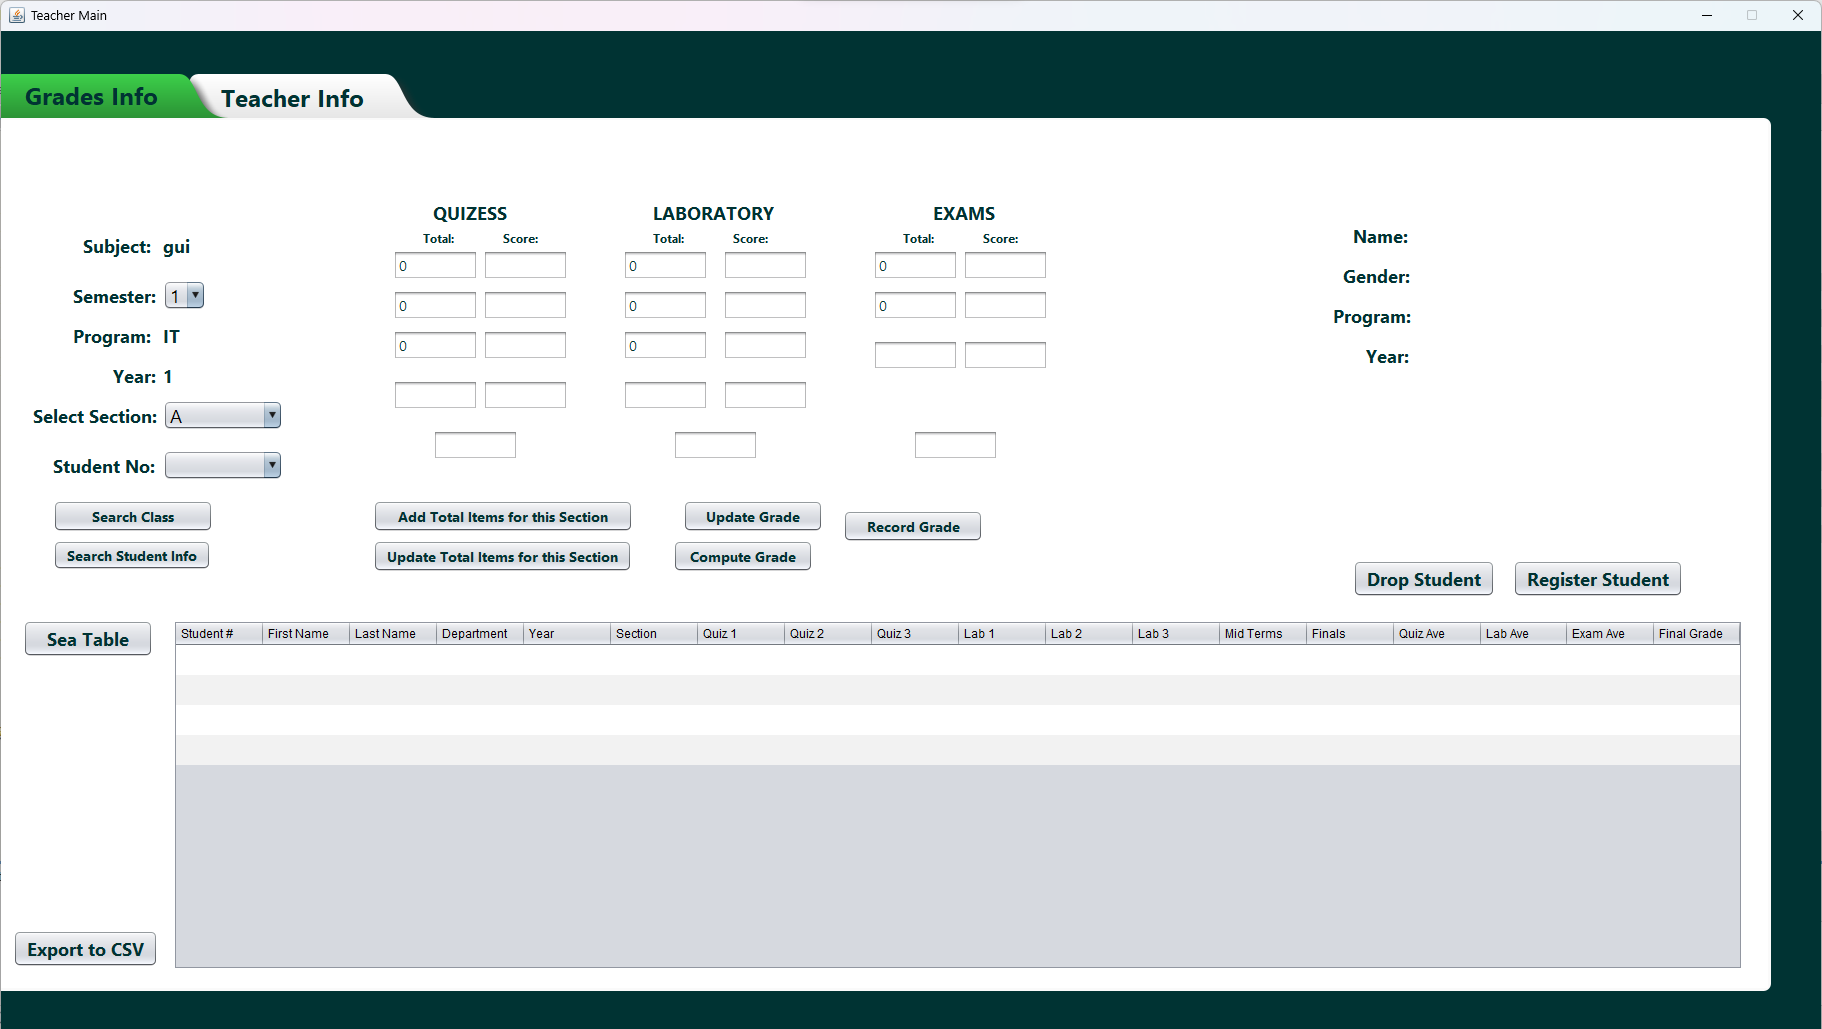 Teacher Main
Grades Info
Teacher Info
QUIZESS
LABORATORY
EXAMS
Total: Score:
Total: Score:
Total: Score:
Subject: gui
Semester: 1
Program: IT
Year: 1
Select Section: A
Student No:
0
0
0
0
0
0
0
0
Name:
Gender:
Program:
Year:
Search Class
Search Student Info
Add Total Items for this Section
Update Total Items for this Section
Update Grade
Compute Grade
Record Grade
Drop Student
Register Student
Sea Table
Student # First Name Last Name Department Year Section Quiz 1 Quiz 2 Quiz 3 Lab 1 Lab 2 Lab 3 Mid Terms Finals Quiz Ave Lab Ave Exam Ave Final Grade
Export to CSV